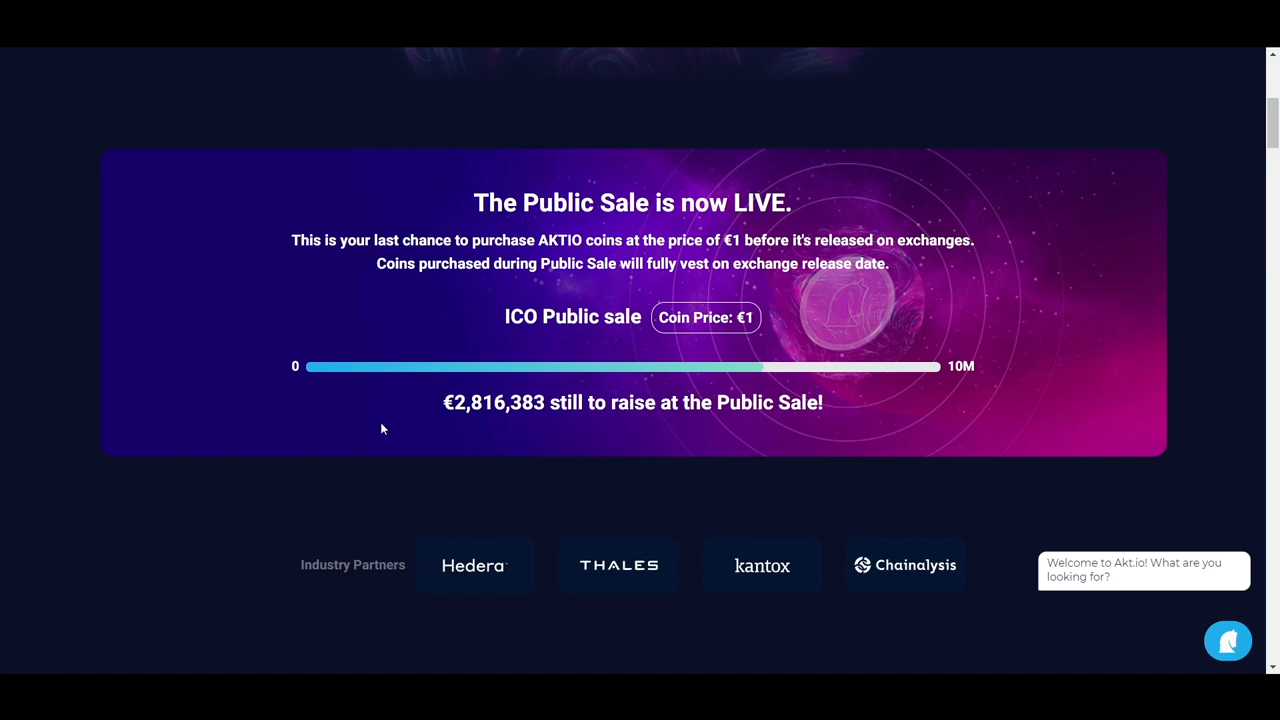 The Public Sale is now LIVE.
This is your last chance to purchase AKTIO coins at the price of €1 before it's released on exchanges.
Coins purchased during Public Sale will fully vest on exchange release date.
ICO Public sale Coin Price: €1
0 10M
€2,816,383 still to raise at the Public Sale!
Industry Partners Hedera THALES kantox Chainalysis
Welcome to Akt.io! What are you
looking for?